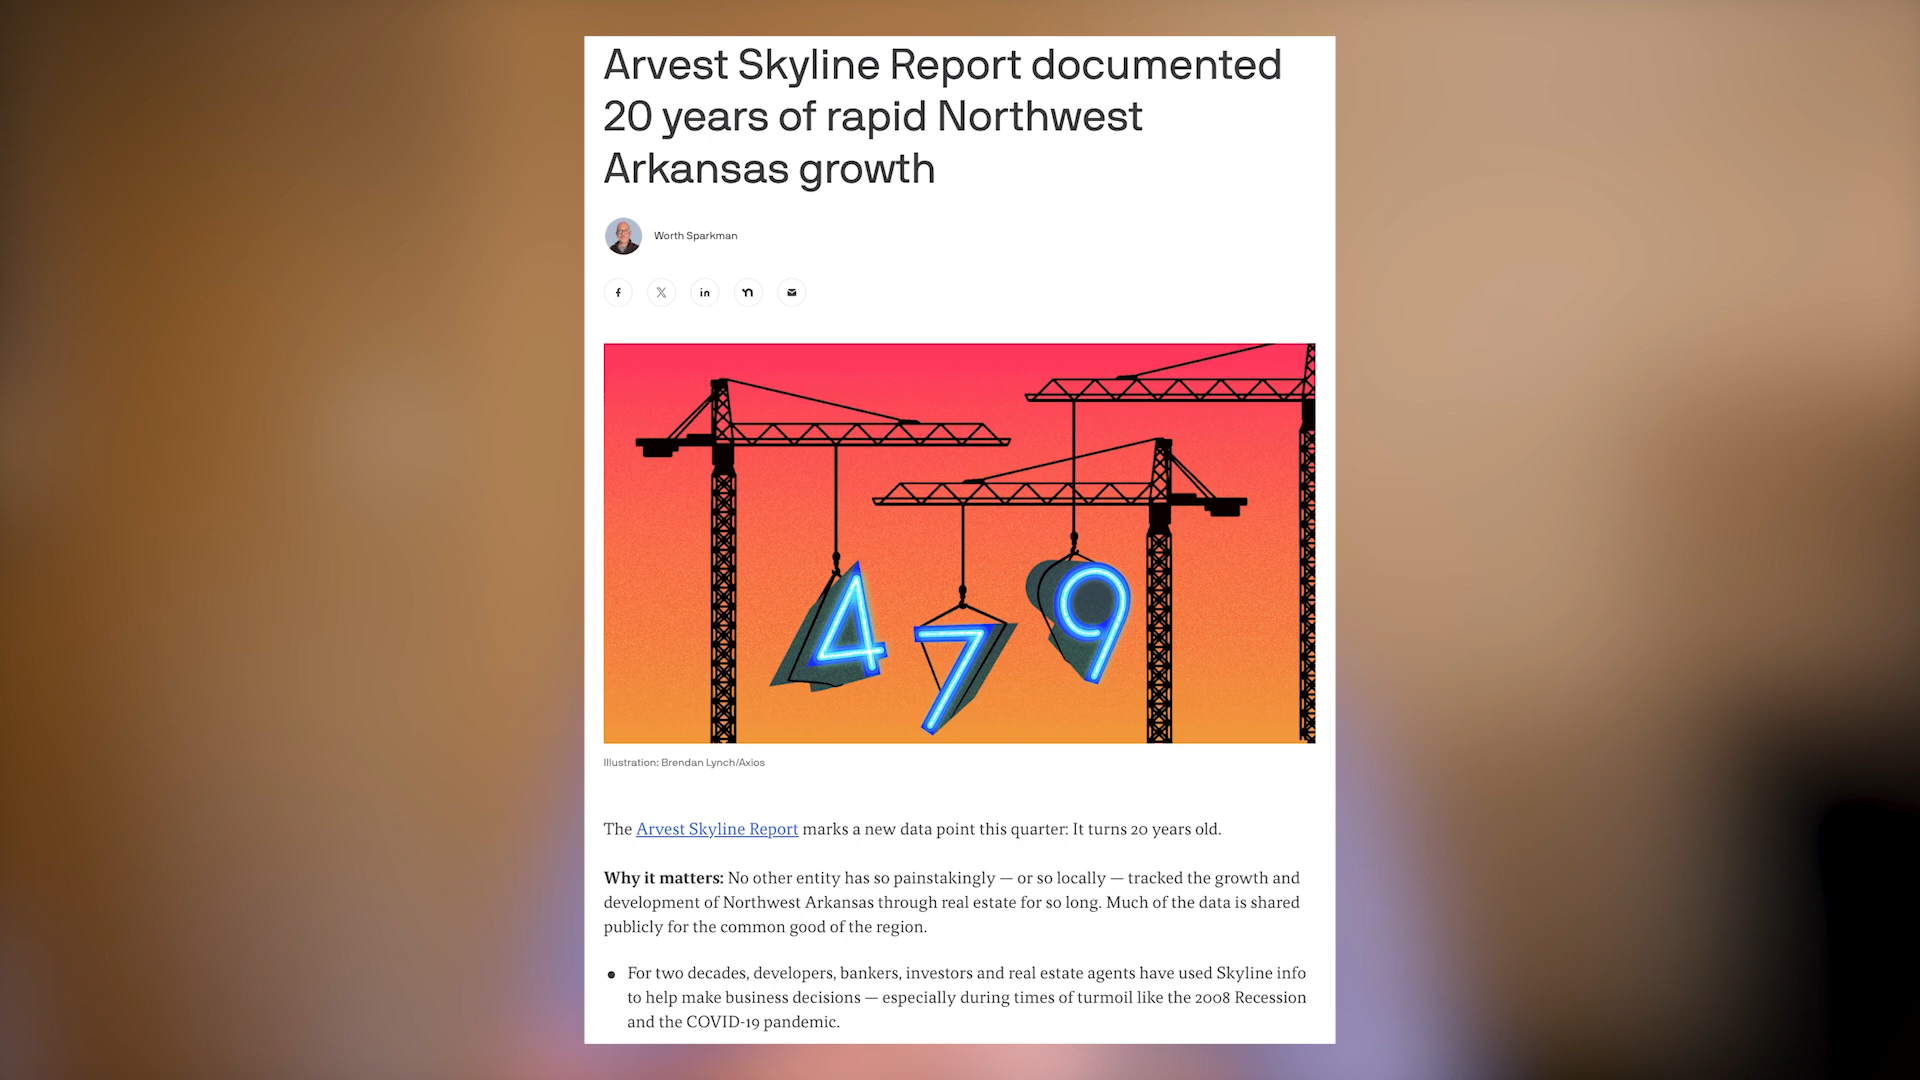 Arvest Skyline Report documented
20 years of rapid Northwest
Arkansas growth
Worth Sparkman
4
7
9
Illustration: Brendan Lynch/Axios
The Arvest Skyline Report marks a new data point this quarter: It turns 20 years old.
Why it matters: No other entity has so painstakingly — or so locally — tracked the growth and
development of Northwest Arkansas through real estate for so long. Much of the data is shared
publicly for the common good of the region.
● For two decades, developers, bankers, investors and real estate agents have used Skyline info
to help make business decisions — especially during times of turmoil like the 2008 Recession
and the COVID-19 pandemic.